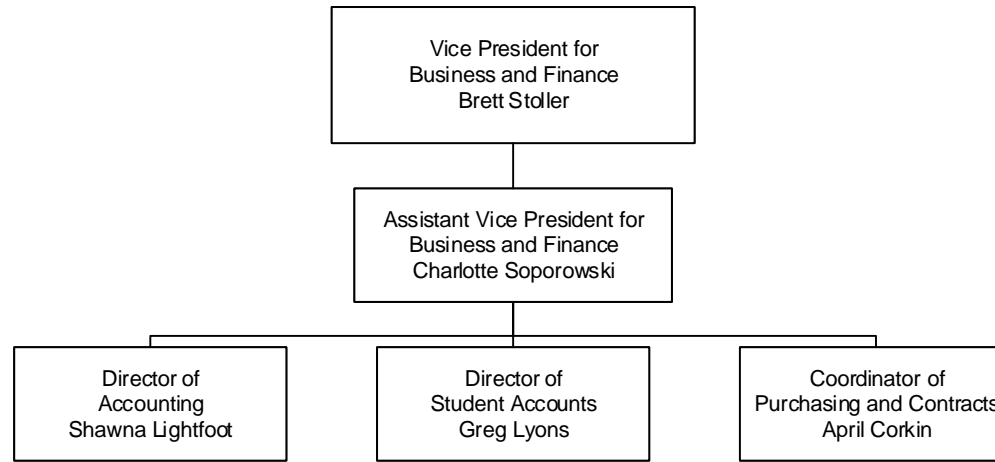 Vice President for
Business and Finance
Brett Stoller
Assistant Vice President for
Business and Finance
Charlotte Soporowski
Director of
Accounting
Shawna Lightfoot
Director of
Student Accounts
Greg Lyons
Coordinator of
Purchasing and Contracts
April Corkin